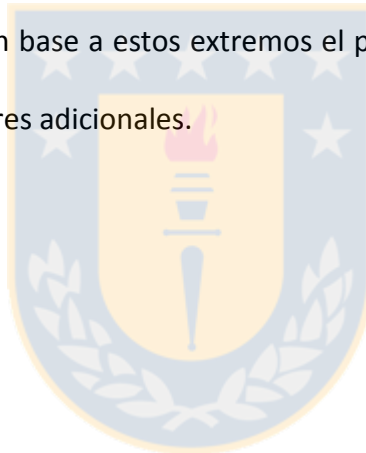 n base a estos extremos el p
res adicionales.